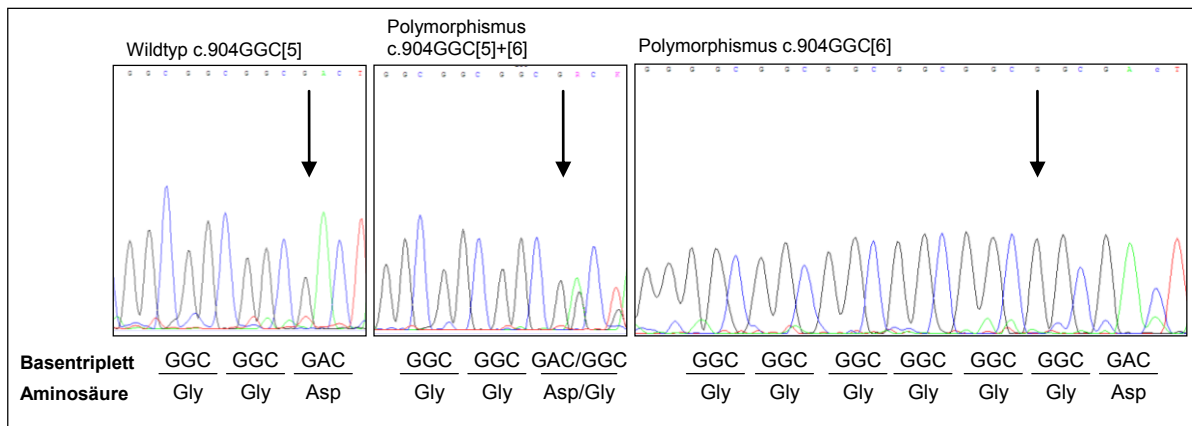 Wildtyp c.904GGC[5]
G G C G G C G G C G A C T
Polymorphismus
c.904GGC[5]+[6]
G G C G G C G G C G
Polymorphismus c.904GGC[6]
G G G G C G G C G G C G G C G G C G G C G A C T
Basentriplett GGC GGC GAC GGC GGC GAC/GGC GGC GGC GGC GGC GGC GGC GAC
Aminosäure Gly Gly Asp Gly Gly Asp/Gly Gly Gly Gly Gly Gly Gly Asp